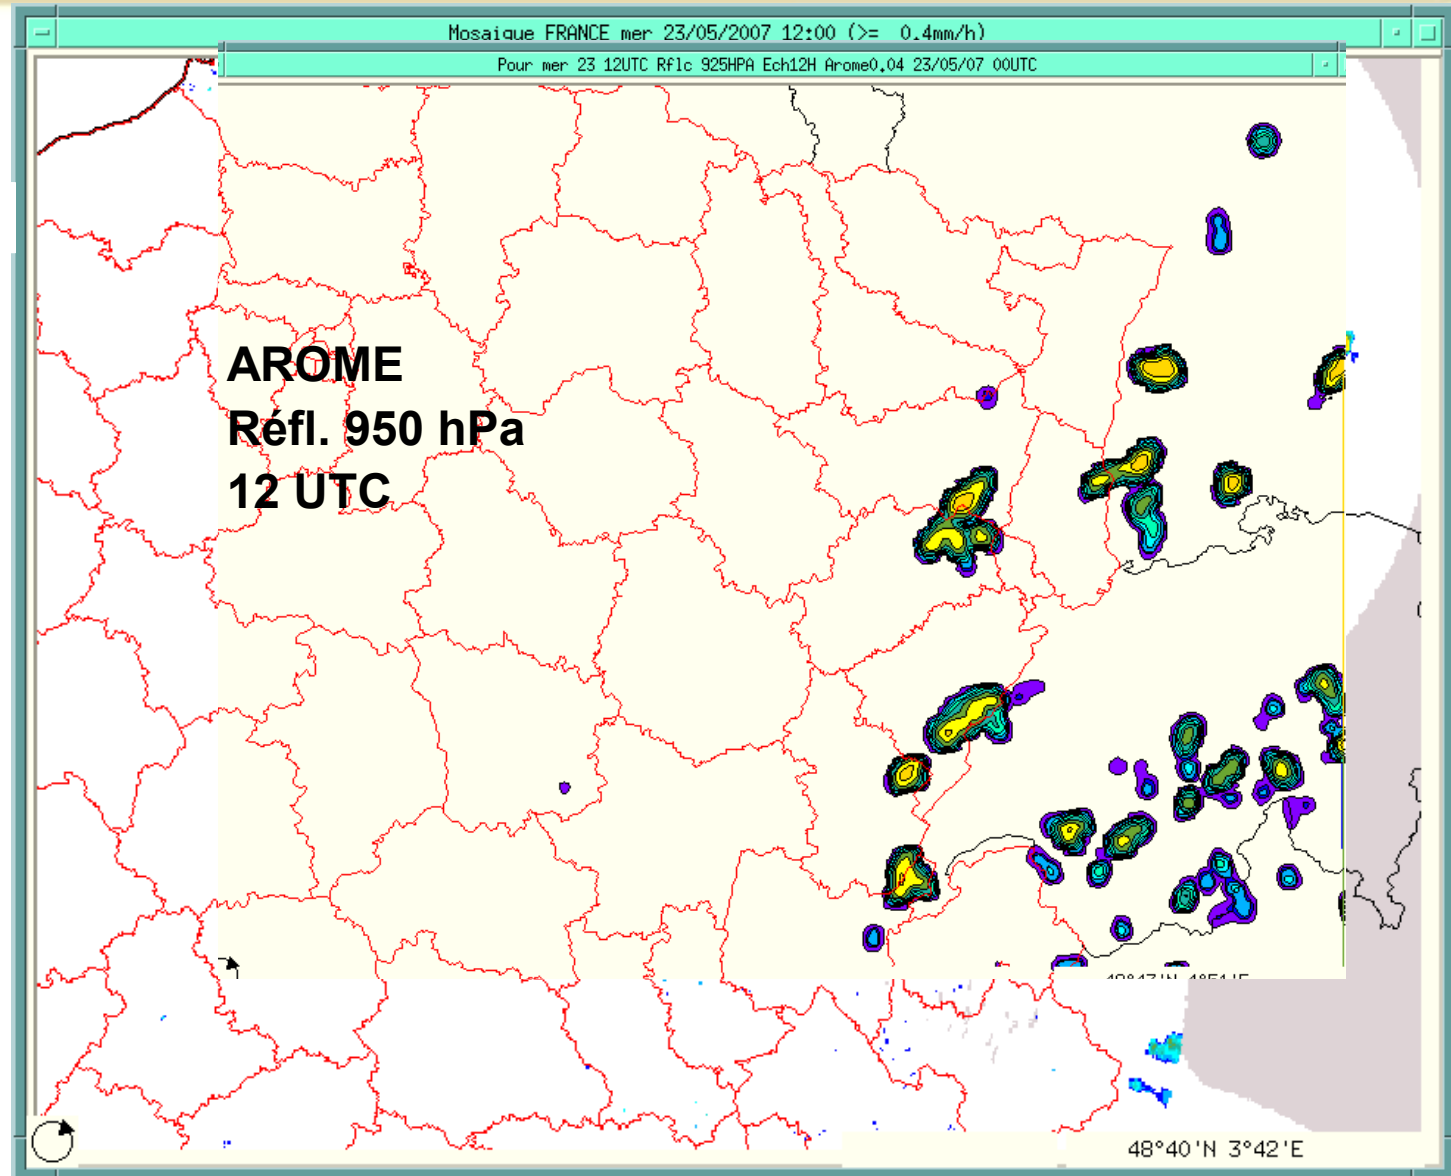 Mosaique FRANCE mer 23/05/2007 12:00 (>= 0.4mm/h)
Pour mer 23 12UTC Rflc 925HPA Ech12H Arome0.04 23/05/07 00UTC
AROME
Réfl. 950 hPa
12 UTC
48°40'N 3°42'E